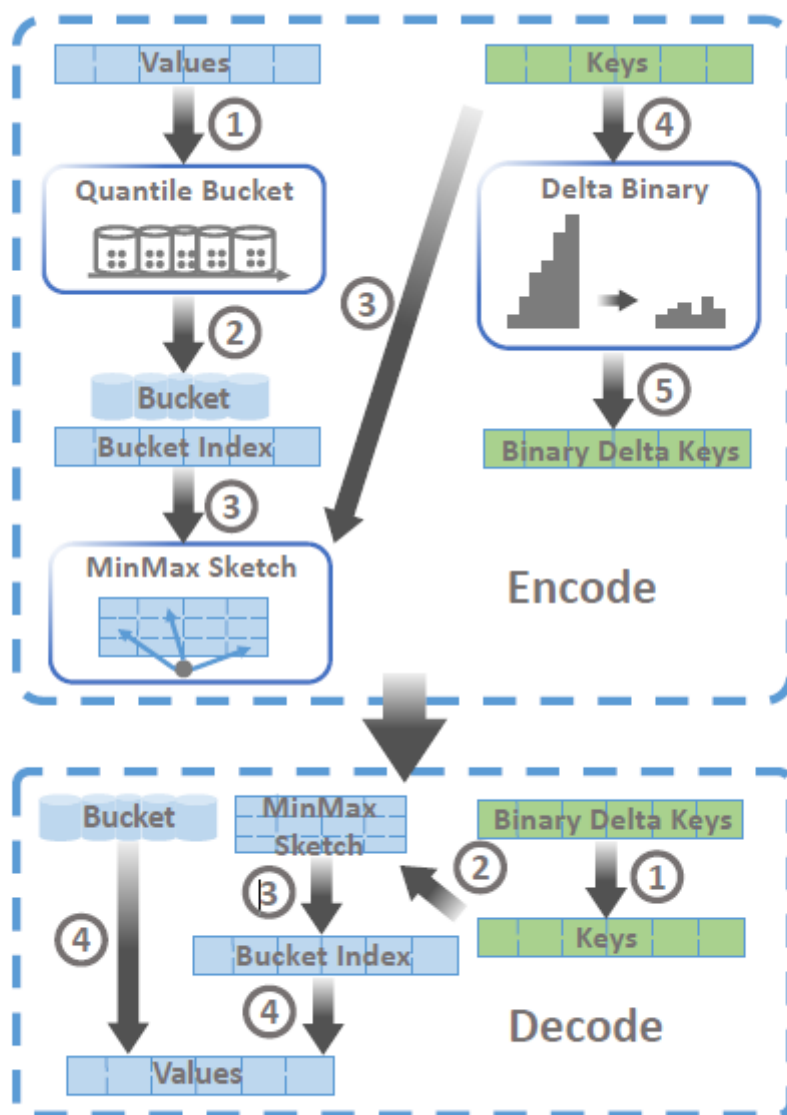 Values
Keys
1
4
Quantile Bucket
Delta Binary
3
2
5
Bucket
Bucket Index
Binary Delta Keys
3
MinMax Sketch
Encode
Bucket
MinMax
Sketch
Binary Delta Keys
2
1
3
4
Keys
Bucket Index
4
Decode
Values